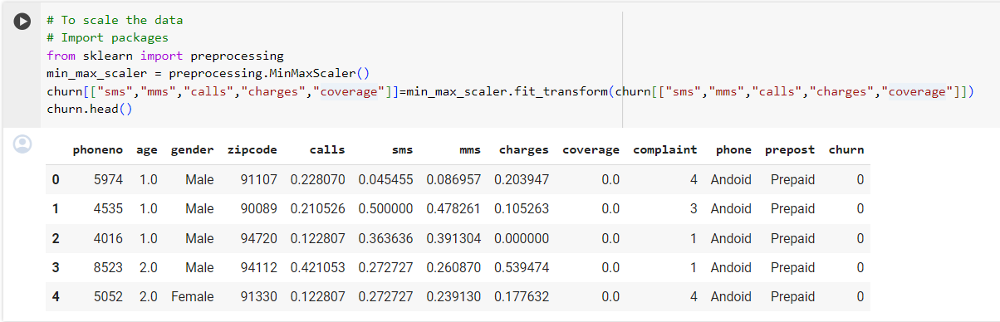 # To scale the data
# Import packages
from sklearn import preprocessing
min_max_scaler = preprocessing.MinMaxScaler()
churn[["sms","mms","calls","charges","coverage"]]=min_max_scaler.fit_transform(churn[["sms","mms","calls","charges","coverage"]])
churn.head()
phoneno age gender zipcode calls sms mms charges coverage complaint phone prepost churn
0 5974 1.0 Male 91107 0.228070 0.045455 0.086957 0.203947 0.0 4 Andoid Prepaid 0
1 4535 1.0 Male 90089 0.210526 0.500000 0.478261 0.105263 0.0 3 Andoid Prepaid 0
2 4016 1.0 Male 94720 0.122807 0.363636 0.391304 0.000000 0.0 1 Andoid Prepaid 0
3 8523 2.0 Male 94112 0.421053 0.272727 0.260870 0.539474 0.0 1 Andoid Prepaid 0
4 5052 2.0 Female 91330 0.122807 0.272727 0.239130 0.177632 0.0 4 Andoid Prepaid 0